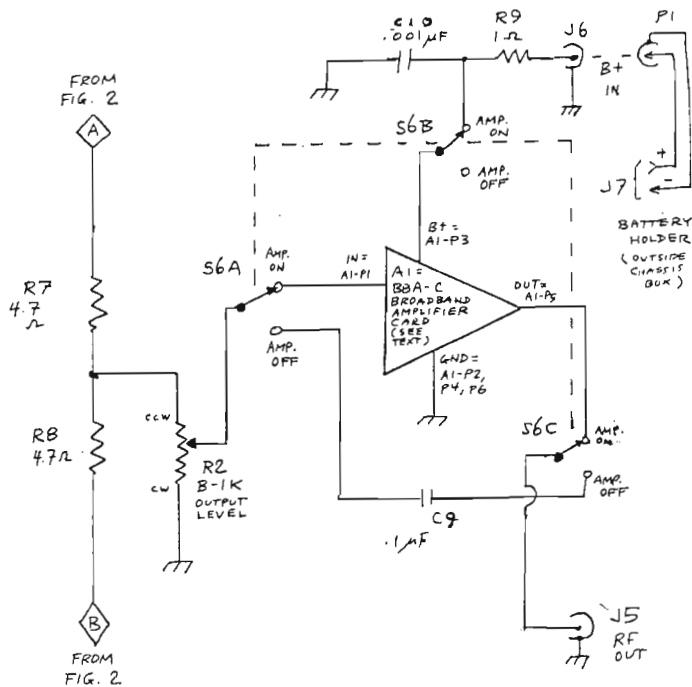 C10
.001µF
R9
1Ω
J6
B+
IN
P1
FROM
FIG. 2
A
S6B
AMP.
ON
AMP.
OFF
+
-
J7
BATTERY
HOLDER
(OUTSIDE
CHASSIS
BOX)
B+=
A1-P3
S6A
AMP.
ON
IN=
A1-P1
A1=
BBA-C
BROADBAND
AMPLIFIER
CARD
(SEE
TEXT)
OUT=
A1-P5
R7
4.7
Ω
AMP.
OFF
GND=
A1-P2,
P4, P6
CCW
R8
4.7Ω
CW
R2
B-1K
OUTPUT
LEVEL
S6C
AMP.
ON
AMP.
OFF
C9
.1µF
B
FROM
FIG. 2
J5
RF
OUT